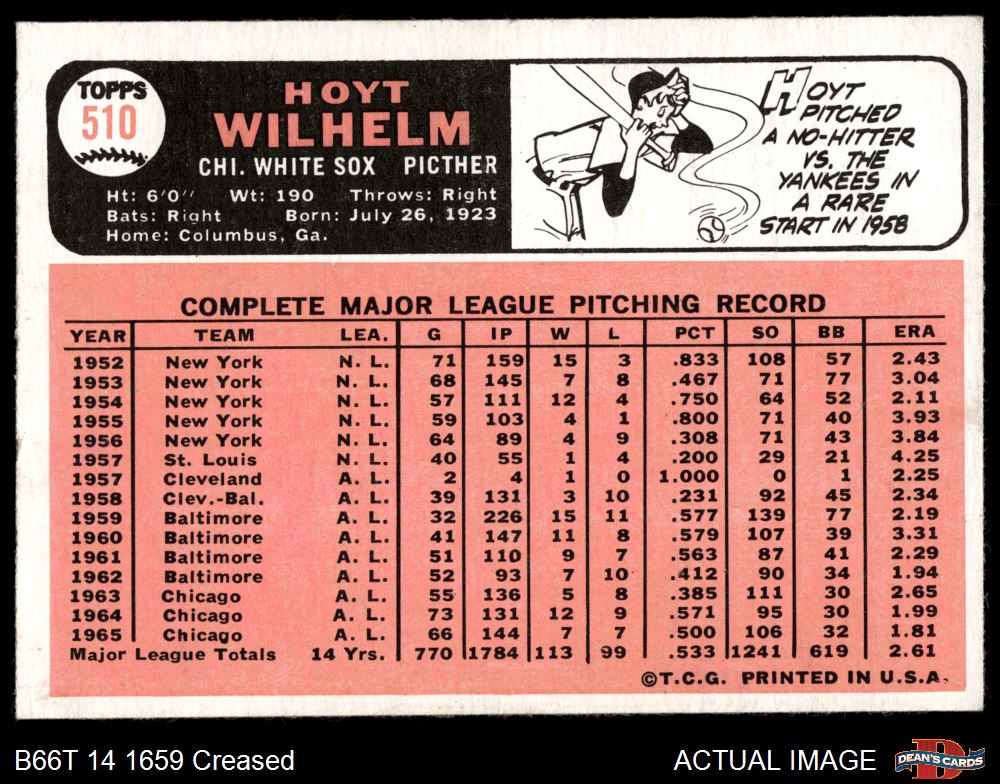 TOPPS
510
HOYT
WILHELM
CHI. WHITE SOX PICTHER
Ht: 6'0'' Wt: 190 Throws: Right
Bats: Right Born: July 26, 1923
Home: Columbus, Ga.
HOYT
PITCHED
A NO-HITTER
VS. THE
YANKEES IN
A RARE
START IN 1958
COMPLETE MAJOR LEAGUE PITCHING RECORD
YEAR TEAM LEA. G IP W L PCT SO BB ERA
1952 New York N. L. 71 159 15 3 .833 108 57 2.43
1953 New York N. L. 68 145 7 8 .467 71 77 3.04
1954 New York N. L. 57 111 12 4 .750 64 52 2.11
1955 New York N. L. 59 103 4 1 .800 71 40 3.93
1956 New York N. L. 64 89 4 9 .308 71 43 3.84
1957 St. Louis N. L. 40 55 1 4 .200 29 21 4.25
1957 Cleveland A. L. 2 4 1 0 1.000 0 1 2.25
1958 Clev.-Bal. A. L. 39 131 3 10 .231 92 45 2.34
1959 Baltimore A. L. 32 226 15 11 .577 139 77 2.19
1960 Baltimore A. L. 41 147 11 8 .579 107 39 3.31
1961 Baltimore A. L. 51 110 9 7 .563 87 41 2.29
1962 Baltimore A. L. 52 93 7 10 .412 90 34 1.94
1963 Chicago A. L. 55 136 5 8 .385 111 30 2.65
1964 Chicago A. L. 73 131 12 9 .571 95 30 1.99
1965 Chicago A. L. 66 144 7 7 .500 106 32 1.81
Major League Totals 14 Yrs. 770 1784 113 99 .533 1241 619 2.61
©T.C.G. PRINTED IN U.S.A.
B66T 14 1659 Creased
ACTUAL IMAGE
DEAN'S CARDS